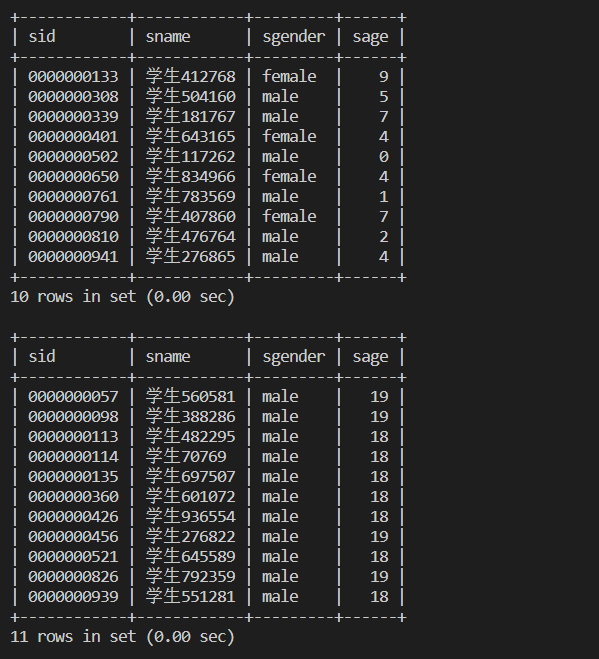 +------------+------------+---------+------+
| sid        | sname      | sgender | sage |
+------------+------------+---------+------+
| 0000000133 | 学生412768 | female  |    9 |
| 0000000308 | 学生504160 | male    |    5 |
| 0000000339 | 学生181767 | male    |    7 |
| 0000000401 | 学生643165 | female  |    4 |
| 0000000502 | 学生117262 | male    |    0 |
| 0000000650 | 学生834966 | female  |    4 |
| 0000000761 | 学生783569 | male    |    1 |
| 0000000790 | 学生407860 | female  |    7 |
| 0000000810 | 学生476764 | male    |    2 |
| 0000000941 | 学生276865 | male    |    4 |
+------------+------------+---------+------+
10 rows in set (0.00 sec)
+------------+------------+---------+------+
| sid        | sname      | sgender | sage |
+------------+------------+---------+------+
| 0000000057 | 学生560581 | male    |   19 |
| 0000000098 | 学生388286 | male    |   19 |
| 0000000113 | 学生482295 | male    |   18 |
| 0000000114 | 学生70769  | male    |   18 |
| 0000000135 | 学生697507 | male    |   18 |
| 0000000360 | 学生601072 | male    |   18 |
| 0000000426 | 学生936554 | male    |   18 |
| 0000000456 | 学生276822 | male    |   19 |
| 0000000521 | 学生645589 | male    |   18 |
| 0000000826 | 学生792359 | male    |   19 |
| 0000000939 | 学生551281 | male    |   18 |
+------------+------------+---------+------+
11 rows in set (0.00 sec)